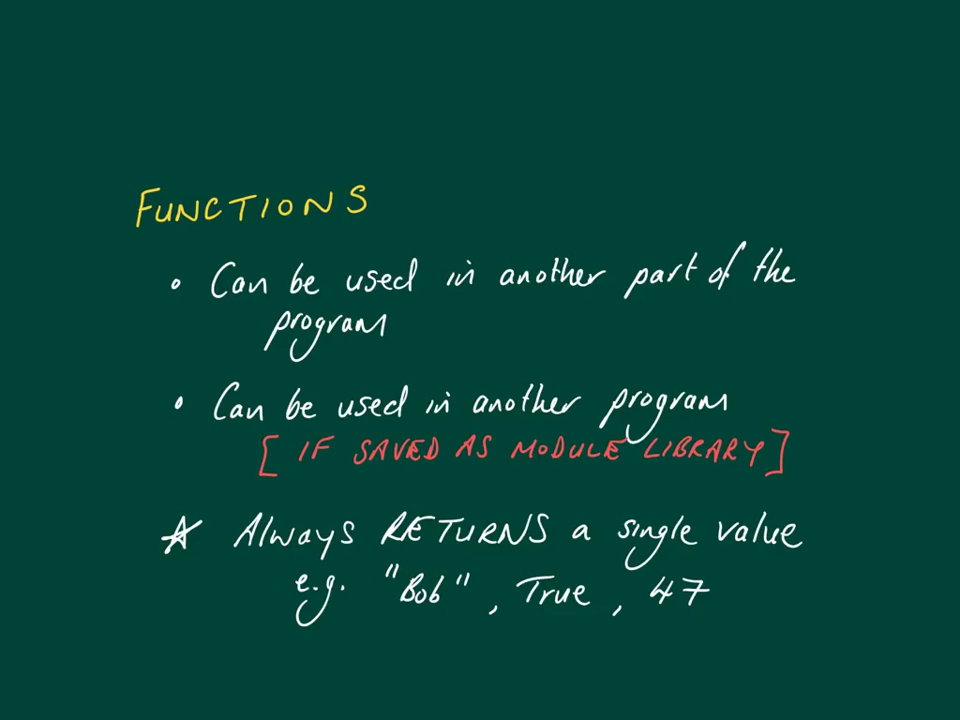 FUNCTIONS
• Can be used in another part of the
program
• Can be used in another program
[IF SAVED AS MODULE LIBRARY]
★ Always RETURNS a single value
e.g. "Bob", True, 47